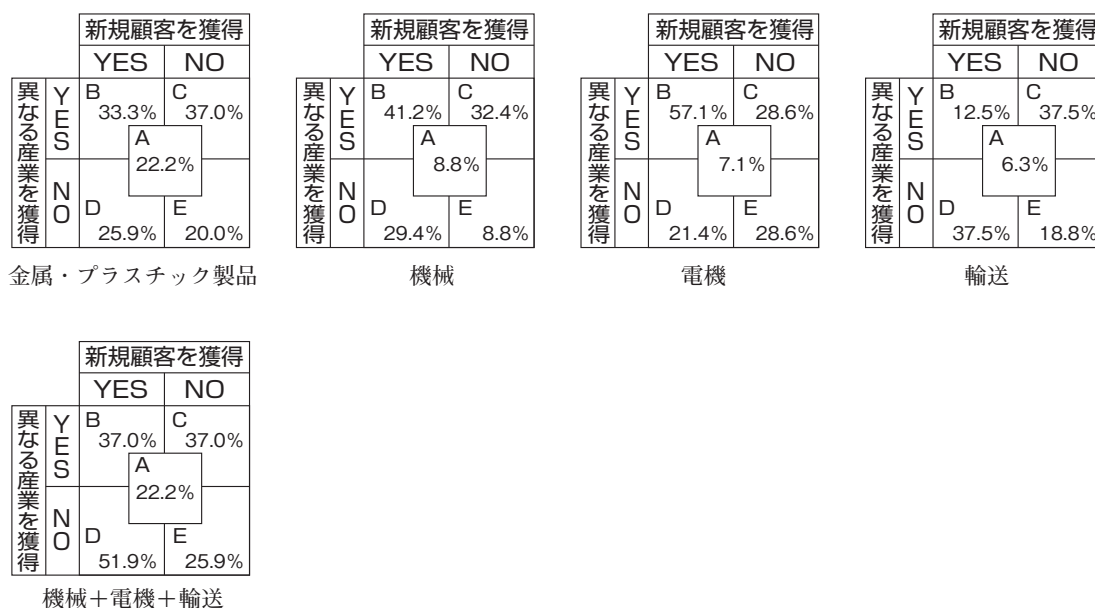 新規顧客を獲得
YES NO
異なる産業を獲得
YES
NO
B 33.3%
C 37.0%
A 22.2%
D 25.9%
E 20.0%
金属・プラスチック製品
新規顧客を獲得
YES NO
異なる産業を獲得
YES
NO
B 41.2%
C 32.4%
A 8.8%
D 29.4%
E 8.8%
機械
新規顧客を獲得
YES NO
異なる産業を獲得
YES
NO
B 57.1%
C 28.6%
A 7.1%
D 21.4%
E 28.6%
電機
新規顧客を獲得
YES NO
異なる産業を獲得
YES
NO
B 12.5%
C 37.5%
A 6.3%
D 37.5%
E 18.8%
輸送
新規顧客を獲得
YES NO
異なる産業を獲得
YES
NO
B 37.0%
C 37.0%
A 22.2%
D 51.9%
E 25.9%
機械＋電機＋輸送